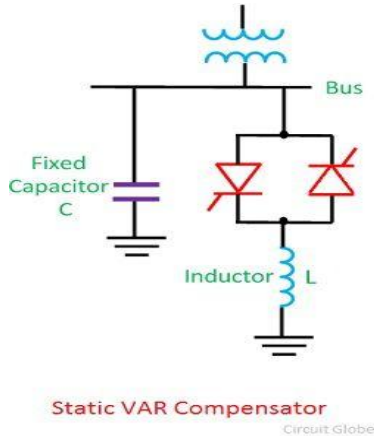 Bus
Fixed
Capacitor
C
Inductor L
Static VAR Compensator
Circuit Globe